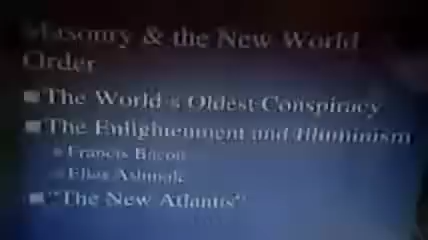 Masonry & the New World
Order
The World's Oldest Conspiracy
The Enlightenment and Illuminism
Francis Bacon
Elias Ashmole
"The New Atlantis"